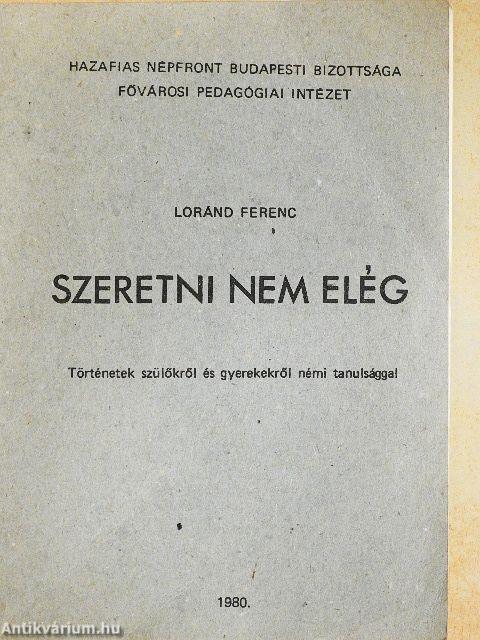 HAZAFIAS NÉPFRONT BUDAPESTI BIZOTTSÁGA
FŐVÁROSI PEDAGÓGIAI INTÉZET
LORÁND FERENC
SZERETNI NEM ELÉG
Történetek szülőkről és gyerekekről némi tanulsággal
1980.
Antikvárium.hu